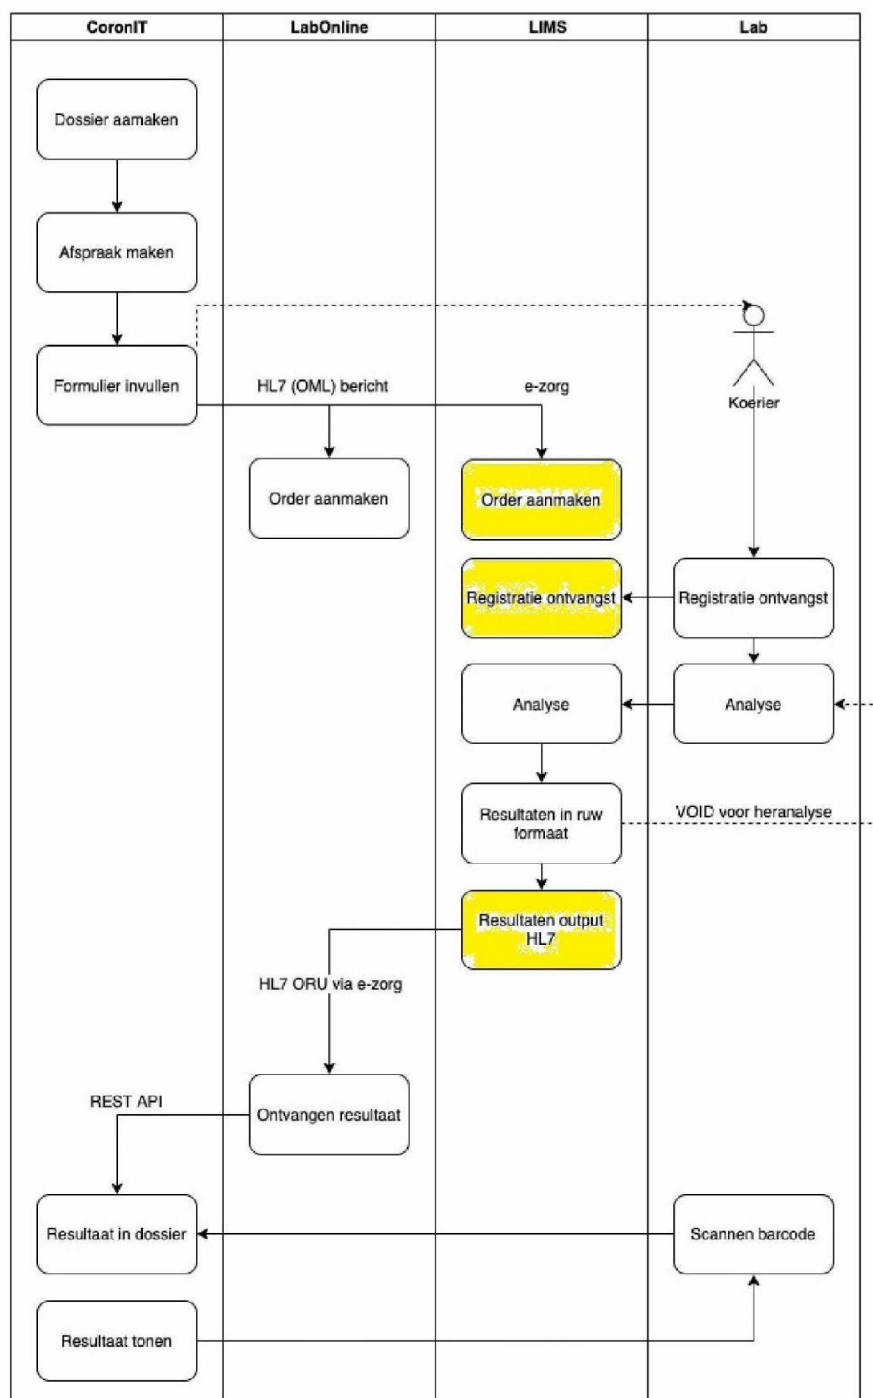 CoronIT
LabOnline
LIMS
Lab
Dossier aamaken
Afspraak maken
Formulier invullen
HL7 (OML) bericht
e-zorg
Koerier
Order aanmaken
Order aanmaken
Registratie ontvangst
Registratie ontvangst
Analyse
Analyse
Resultaten in ruw
formaat
VOID voor heranalyse
Resultaten output
HL7
HL7 ORU via e-zorg
REST API
Ontvangen resultaat
Resultaat in dossier
Scannen barcode
Resultaat tonen